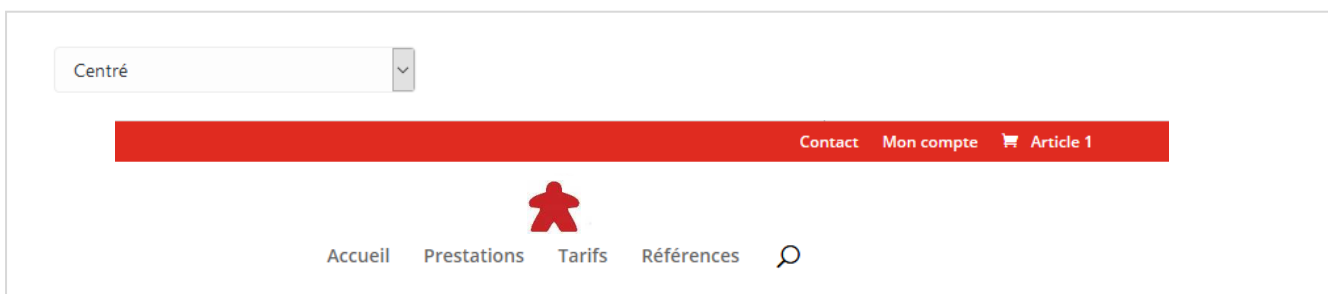 Centré
Contact Mon compte Article 1
Accueil Prestations Tarifs Références